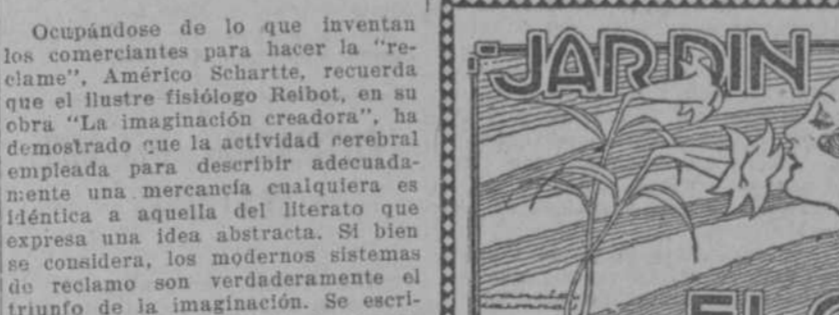 Ocupándose de lo que inventan
los comerciantes para hacer la "re-
clame", Américo Schartte, recuerda
que el ilustre fisiólogo Reibot, en su
obra "La imaginación creadora", ha
demostrado que la actividad cerebral
empleada para describir adecuada-
mente una mercancía cualquiera es
idéntica a aquella del literato que
expresa una idea abstracta. Si bien
se considera, los modernos sistemas
de reclamo son verdaderamente el
triunfo de la imaginación. Se escri-
JARDIN